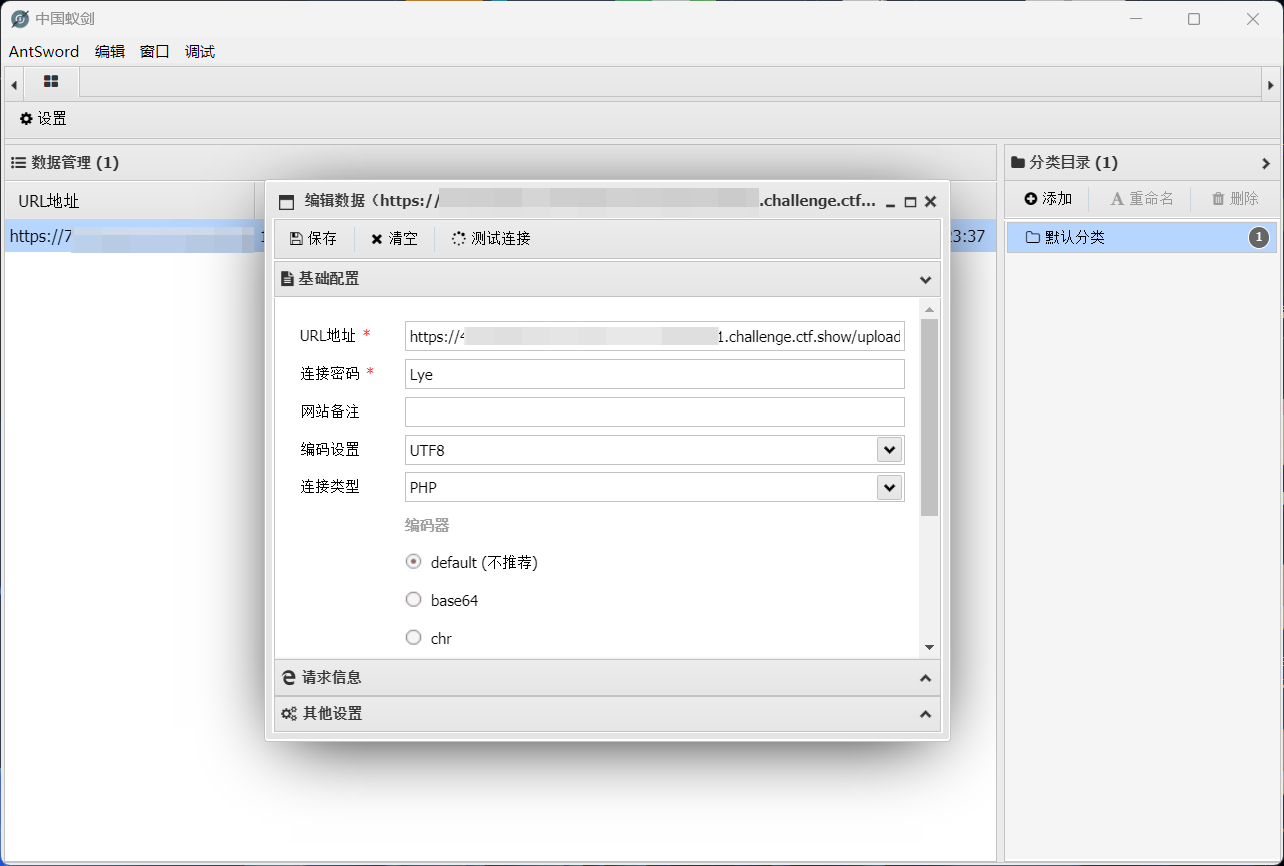 中国蚁剑
AntSword 编辑 窗口 调试
设置
数据管理 (1)
URL地址
https://7
3:37
编辑数据（https:// .challenge.ctf...
保存 清空 测试连接
基础配置
URL地址 * https://4 1.challenge.ctf.show/upload
连接密码 * Lye
网站备注
编码设置 UTF8
连接类型 PHP
编码器
default (不推荐)
base64
chr
请求信息
其他设置
分类目录 (1)
添加 重命名 删除
默认分类 1